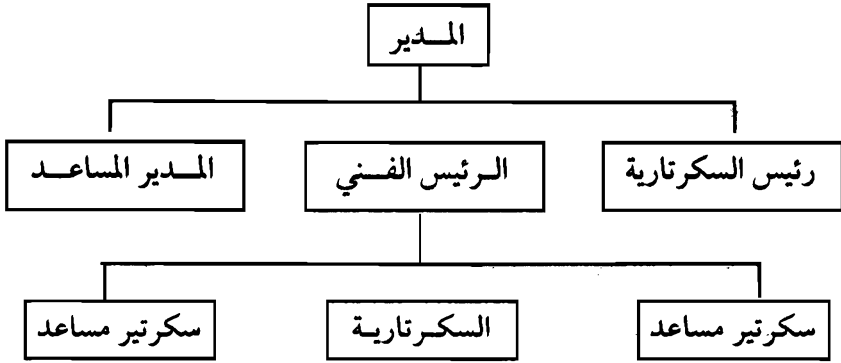 المدير
رئيس السكرتارية
الرئيس الفني
المدير المساعد
سكرتير مساعد
السكرتارية
سكرتير مساعد